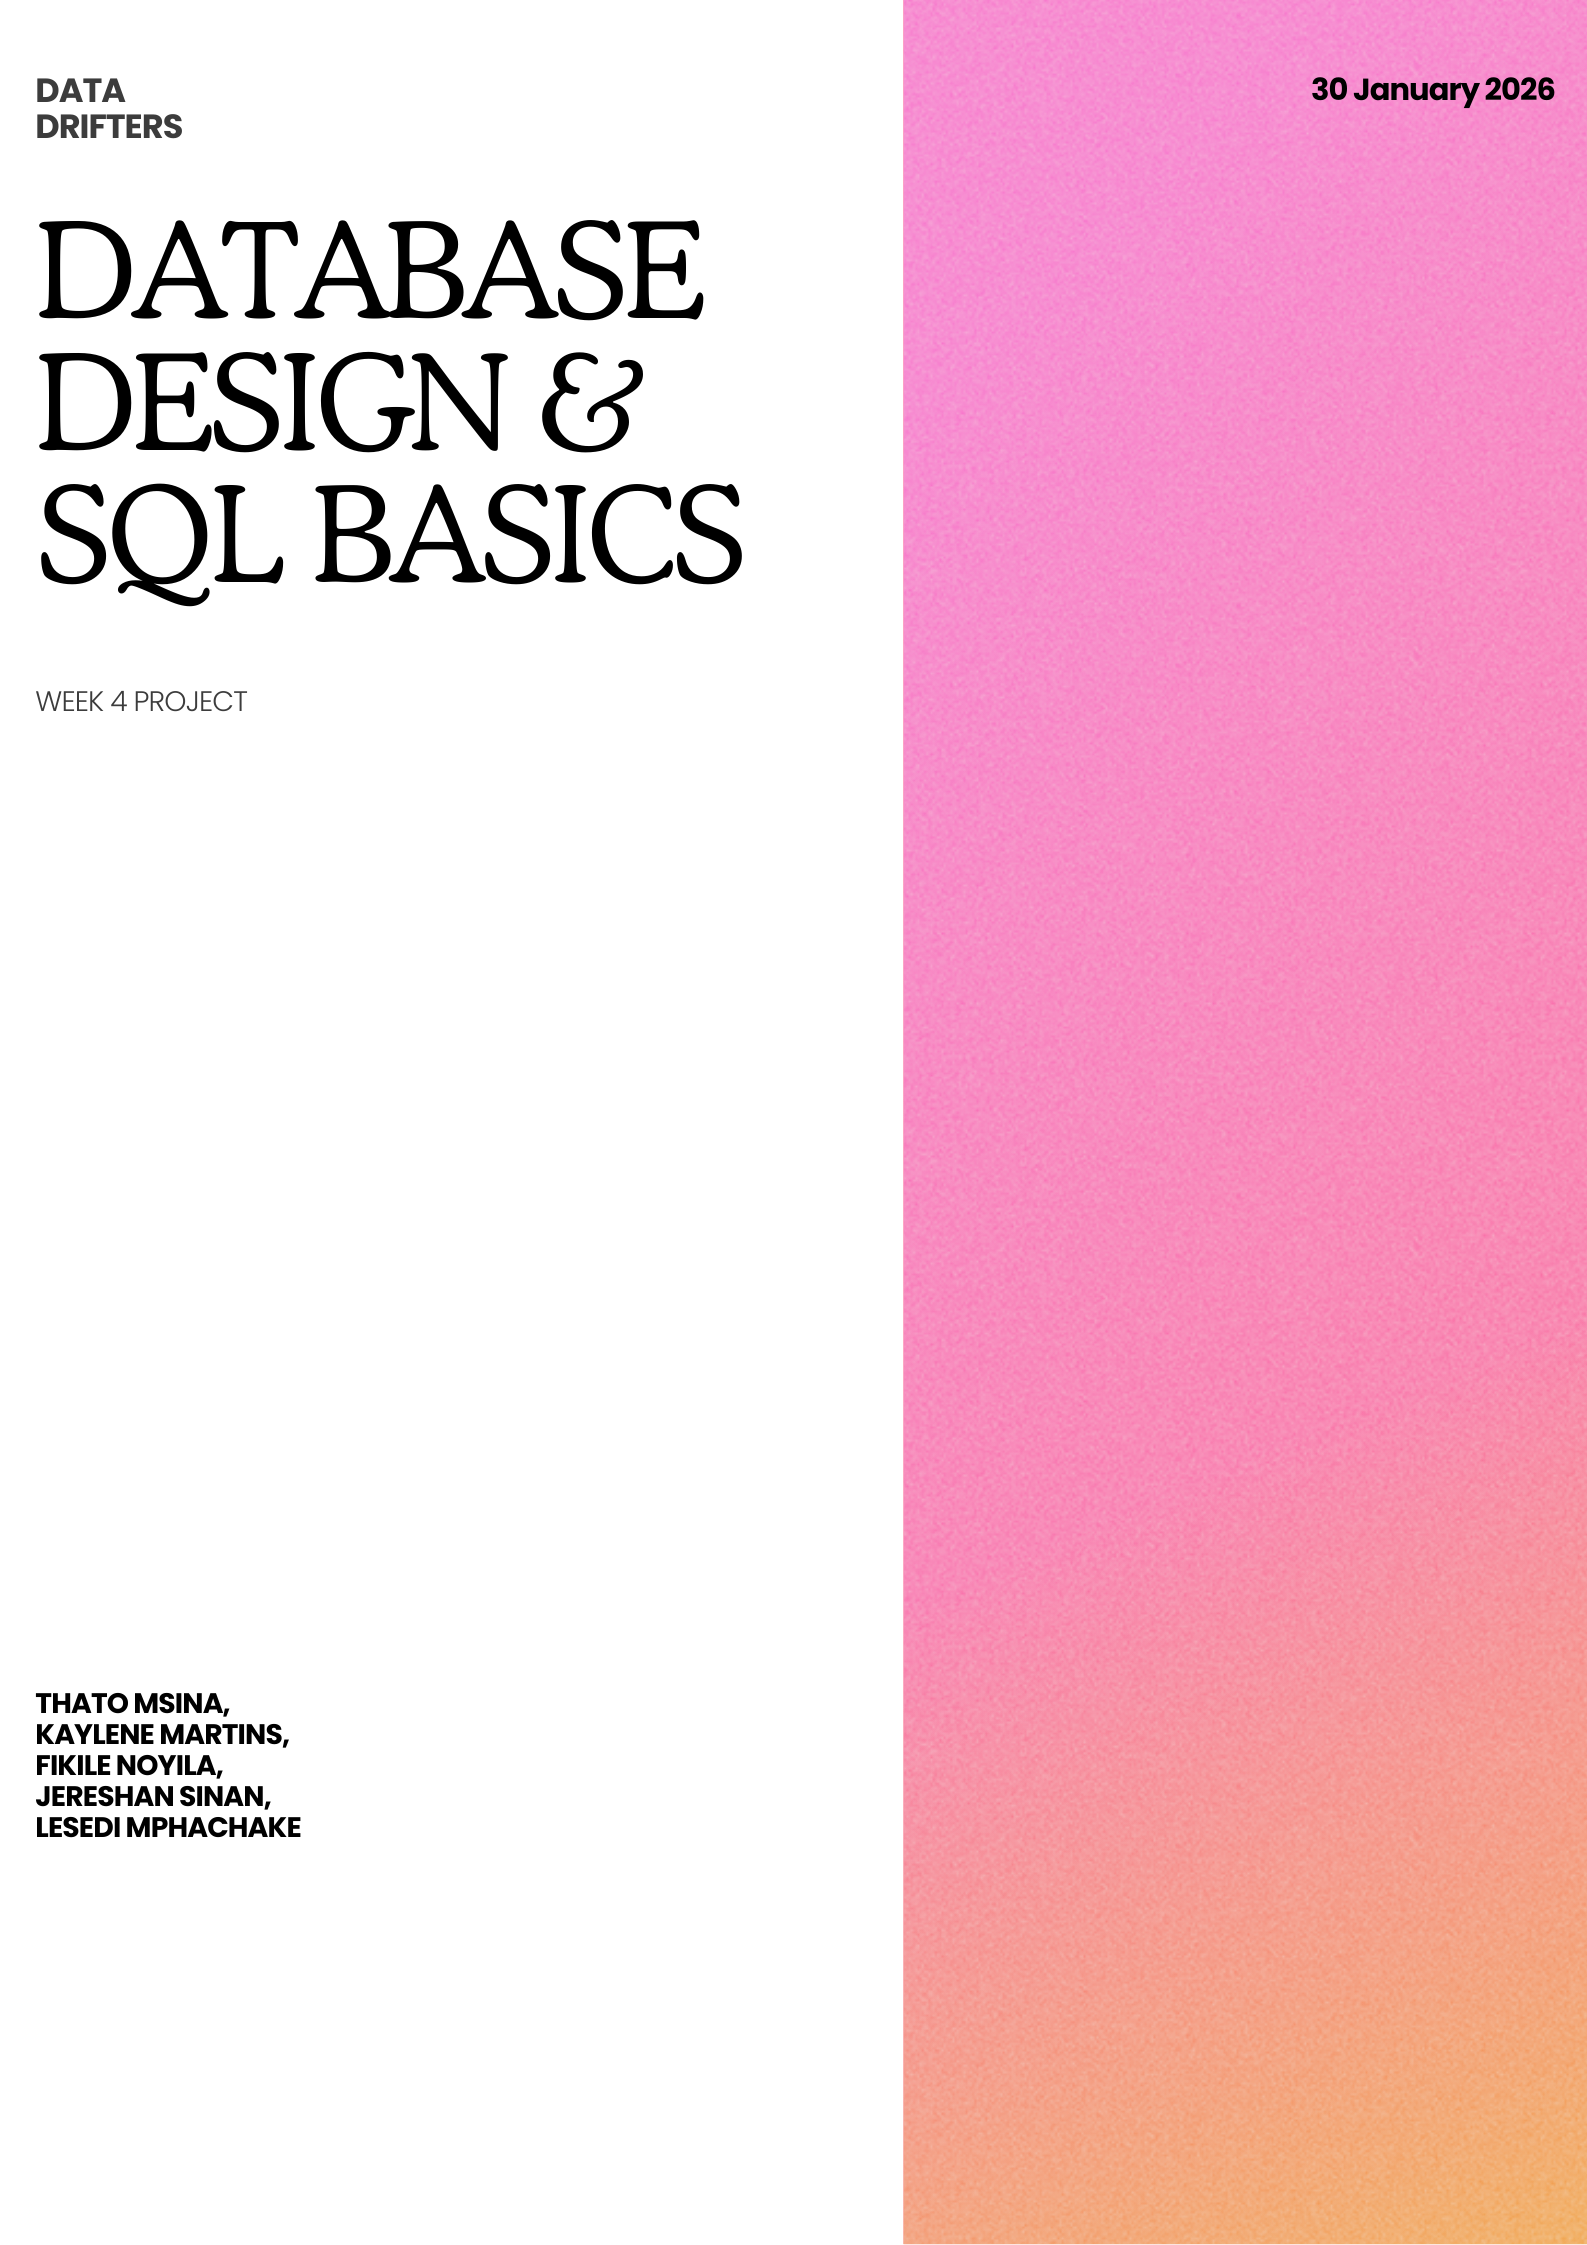 DATA
DRIFTERS
30 January 2026
DATABASE
DESIGN &
SQL BASICS
WEEK 4 PROJECT
THATO MSINA,
KAYLENE MARTINS,
FIKILE NOYILA,
JERESHAN SINAN,
LESEDI MPHACHAKE